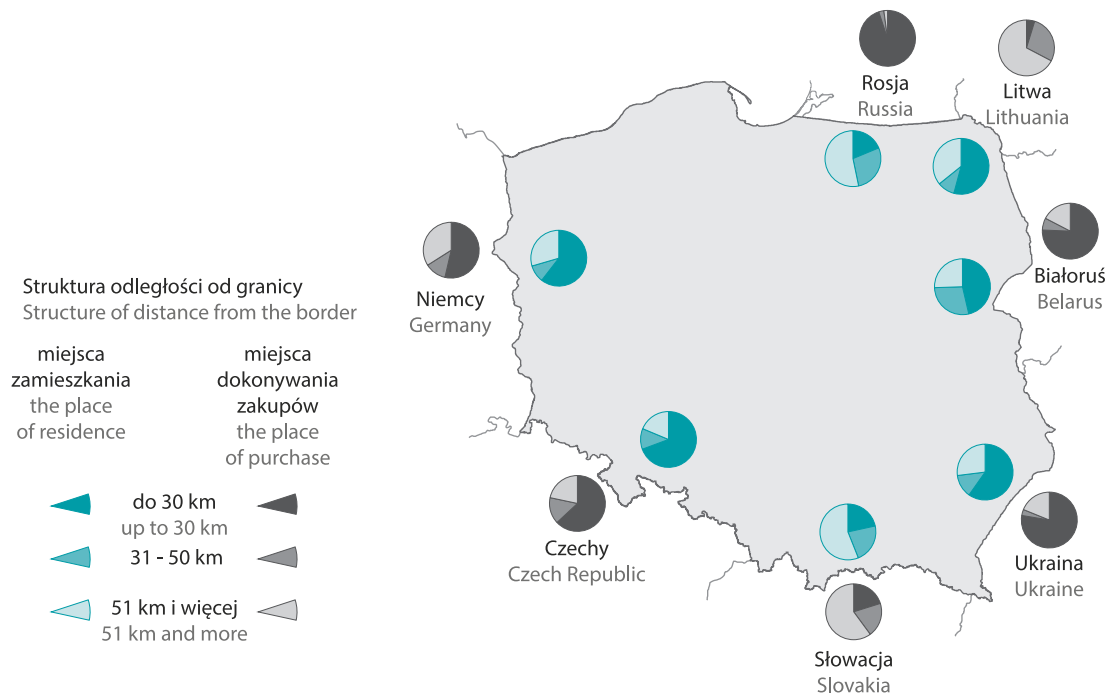 Rosja
Russia
Litwa
Lithuania
Białoruś
Belarus
Niemcy
Germany
Struktura odległości od granicy
Structure of distance from the border
miejsca
zamieszkania
the place
of residence
miejsca
dokonywania
zakupów
the place
of purchase
do 30 km
up to 30 km
31 - 50 km
51 km i więcej
51 km and more
Czechy
Czech Republic
Ukraina
Ukraine
Słowacja
Slovakia